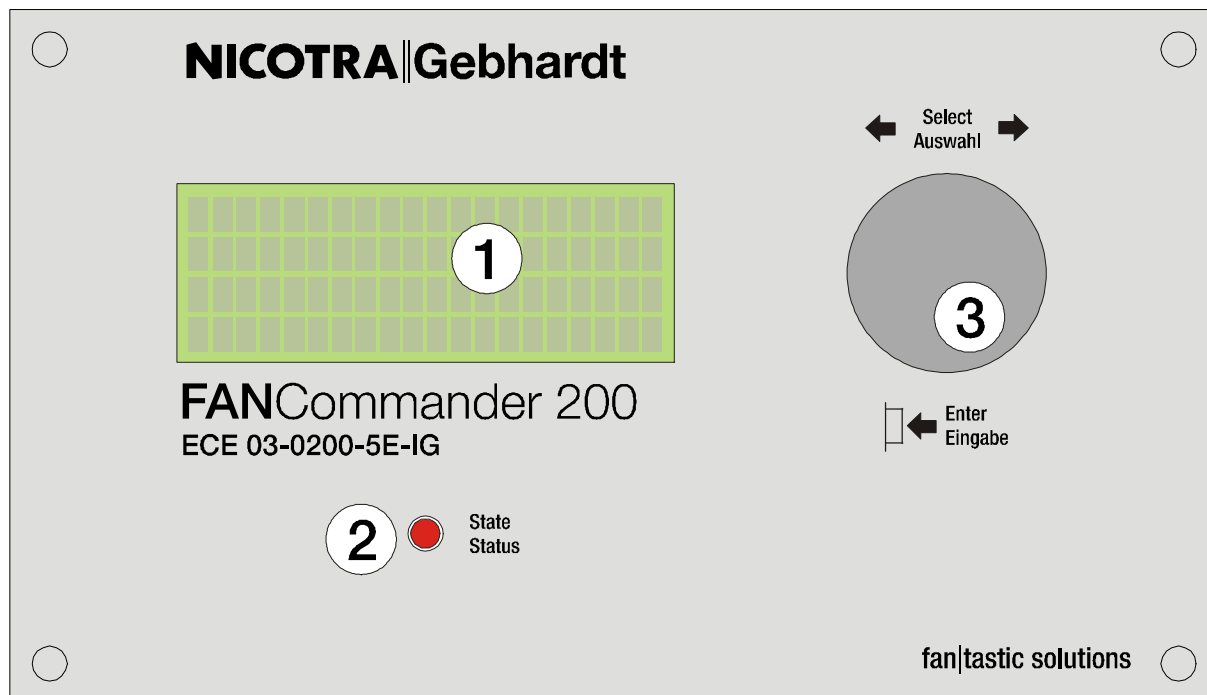 NICOTRA||Gebhardt
Select
Auswahl
1
3
FANCommander 200
ECE 03-0200-5E-IG
Enter
Eingabe
2
State
Status
fan|tastic solutions